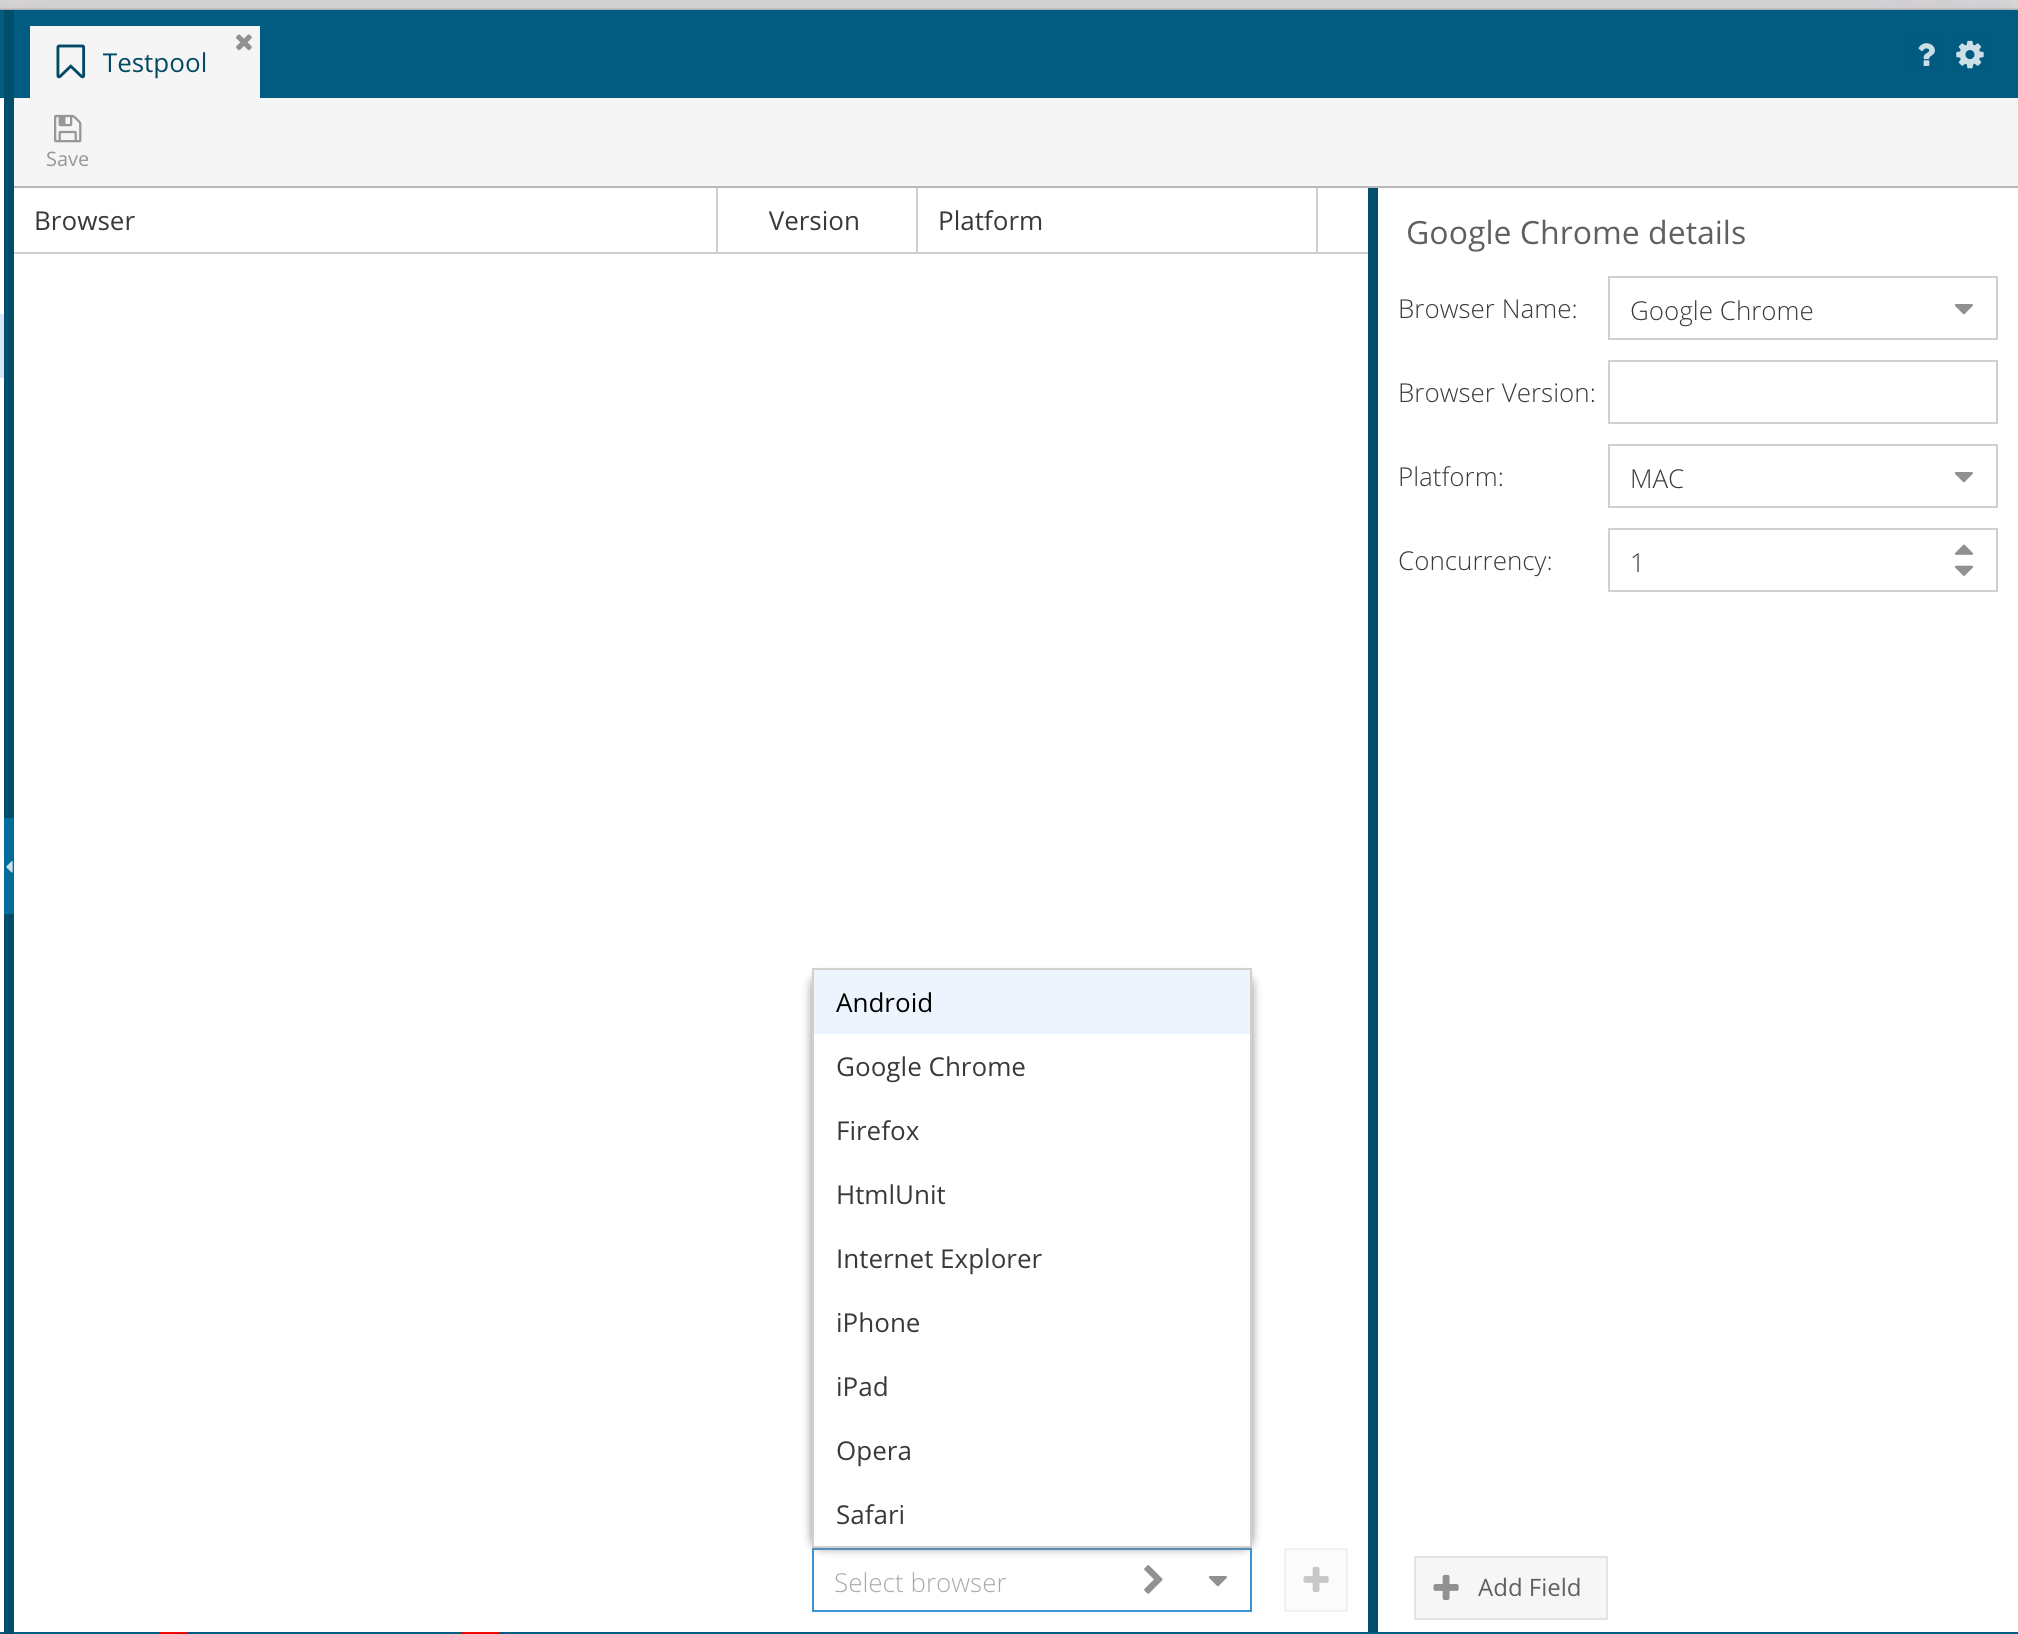 Testpool
Save
Browser
Version
Platform
Google Chrome details
Browser Name:
Google Chrome
Browser Version:
Platform:
MAC
Concurrency:
1
Android
Google Chrome
Firefox
HtmlUnit
Internet Explorer
iPhone
iPad
Opera
Safari
Select browser
Add Field